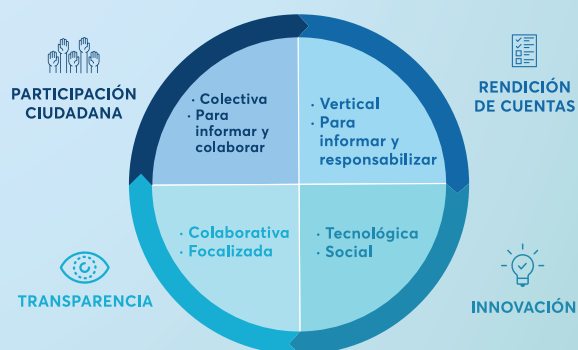 PARTICIPACIÓN
CIUDADANA
· Colectiva
· Para
informar y
colaborar
· Vertical
· Para
informar y
responsabilizar
RENDICIÓN
DE CUENTAS
TRANSPARENCIA
· Colaborativa
· Focalizada
· Tecnológica
· Social
INNOVACIÓN